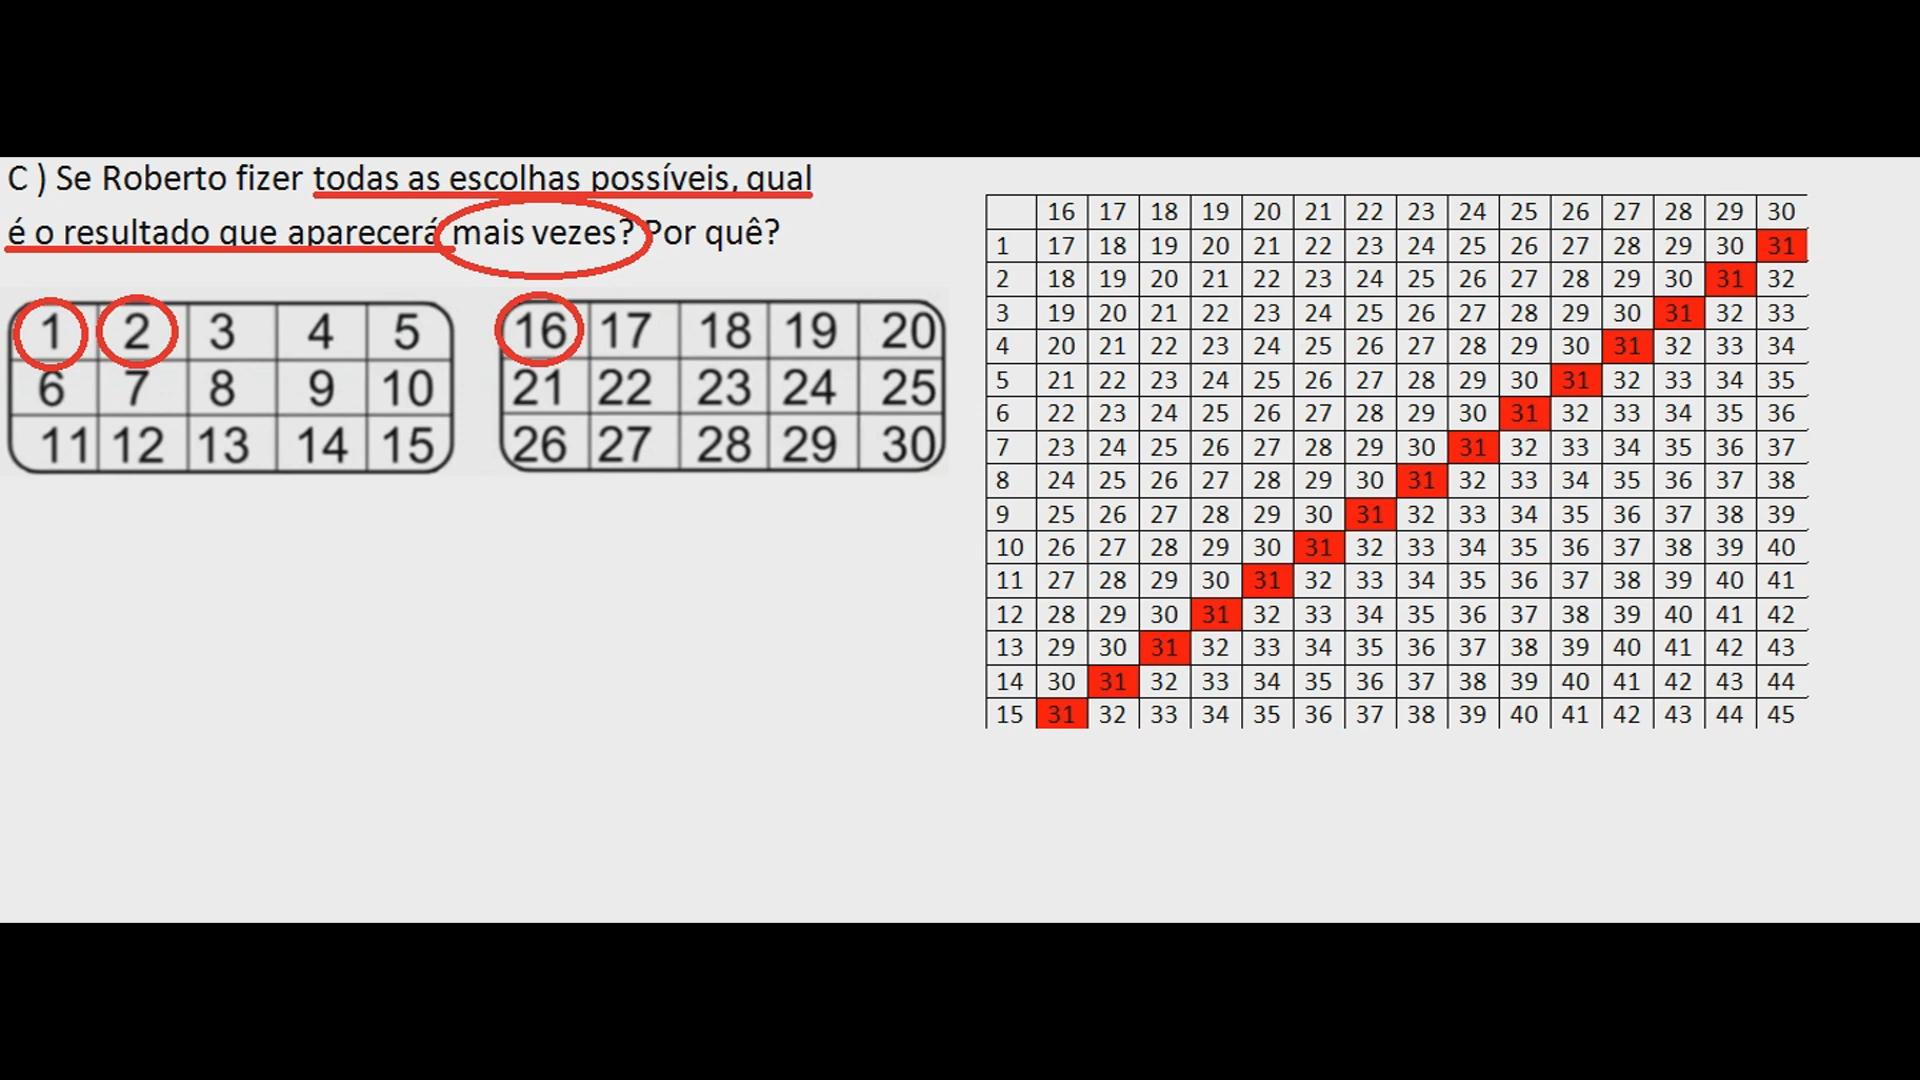 C ) Se Roberto fizer todas as escolhas possíveis, qual
é o resultado que aparecerá mais vezes? Por quê?
1 2 3 4 5
6 7 8 9 10
11 12 13 14 15
16 17 18 19 20
21 22 23 24 25
26 27 28 29 30
16 17 18 19 20 21 22 23 24 25 26 27 28 29 30
1 17 18 19 20 21 22 23 24 25 26 27 28 29 30 31
2 18 19 20 21 22 23 24 25 26 27 28 29 30 31 32
3 19 20 21 22 23 24 25 26 27 28 29 30 31 32 33
4 20 21 22 23 24 25 26 27 28 29 30 31 32 33 34
5 21 22 23 24 25 26 27 28 29 30 31 32 33 34 35
6 22 23 24 25 26 27 28 29 30 31 32 33 34 35 36
7 23 24 25 26 27 28 29 30 31 32 33 34 35 36 37
8 24 25 26 27 28 29 30 31 32 33 34 35 36 37 38
9 25 26 27 28 29 30 31 32 33 34 35 36 37 38 39
10 26 27 28 29 30 31 32 33 34 35 36 37 38 39 40
11 27 28 29 30 31 32 33 34 35 36 37 38 39 40 41
12 28 29 30 31 32 33 34 35 36 37 38 39 40 41 42
13 29 30 31 32 33 34 35 36 37 38 39 40 41 42 43
14 30 31 32 33 34 35 36 37 38 39 40 41 42 43 44
15 31 32 33 34 35 36 37 38 39 40 41 42 43 44 45